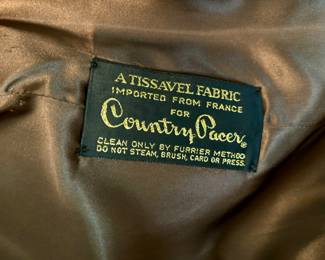 A TISSAVEL FABRIC
IMPORTED FROM FRANCE
FOR
Country Pacer®
CLEAN ONLY BY FURRIER METHOD
DO NOT STEAM, BRUSH, CARD OR PRESS.